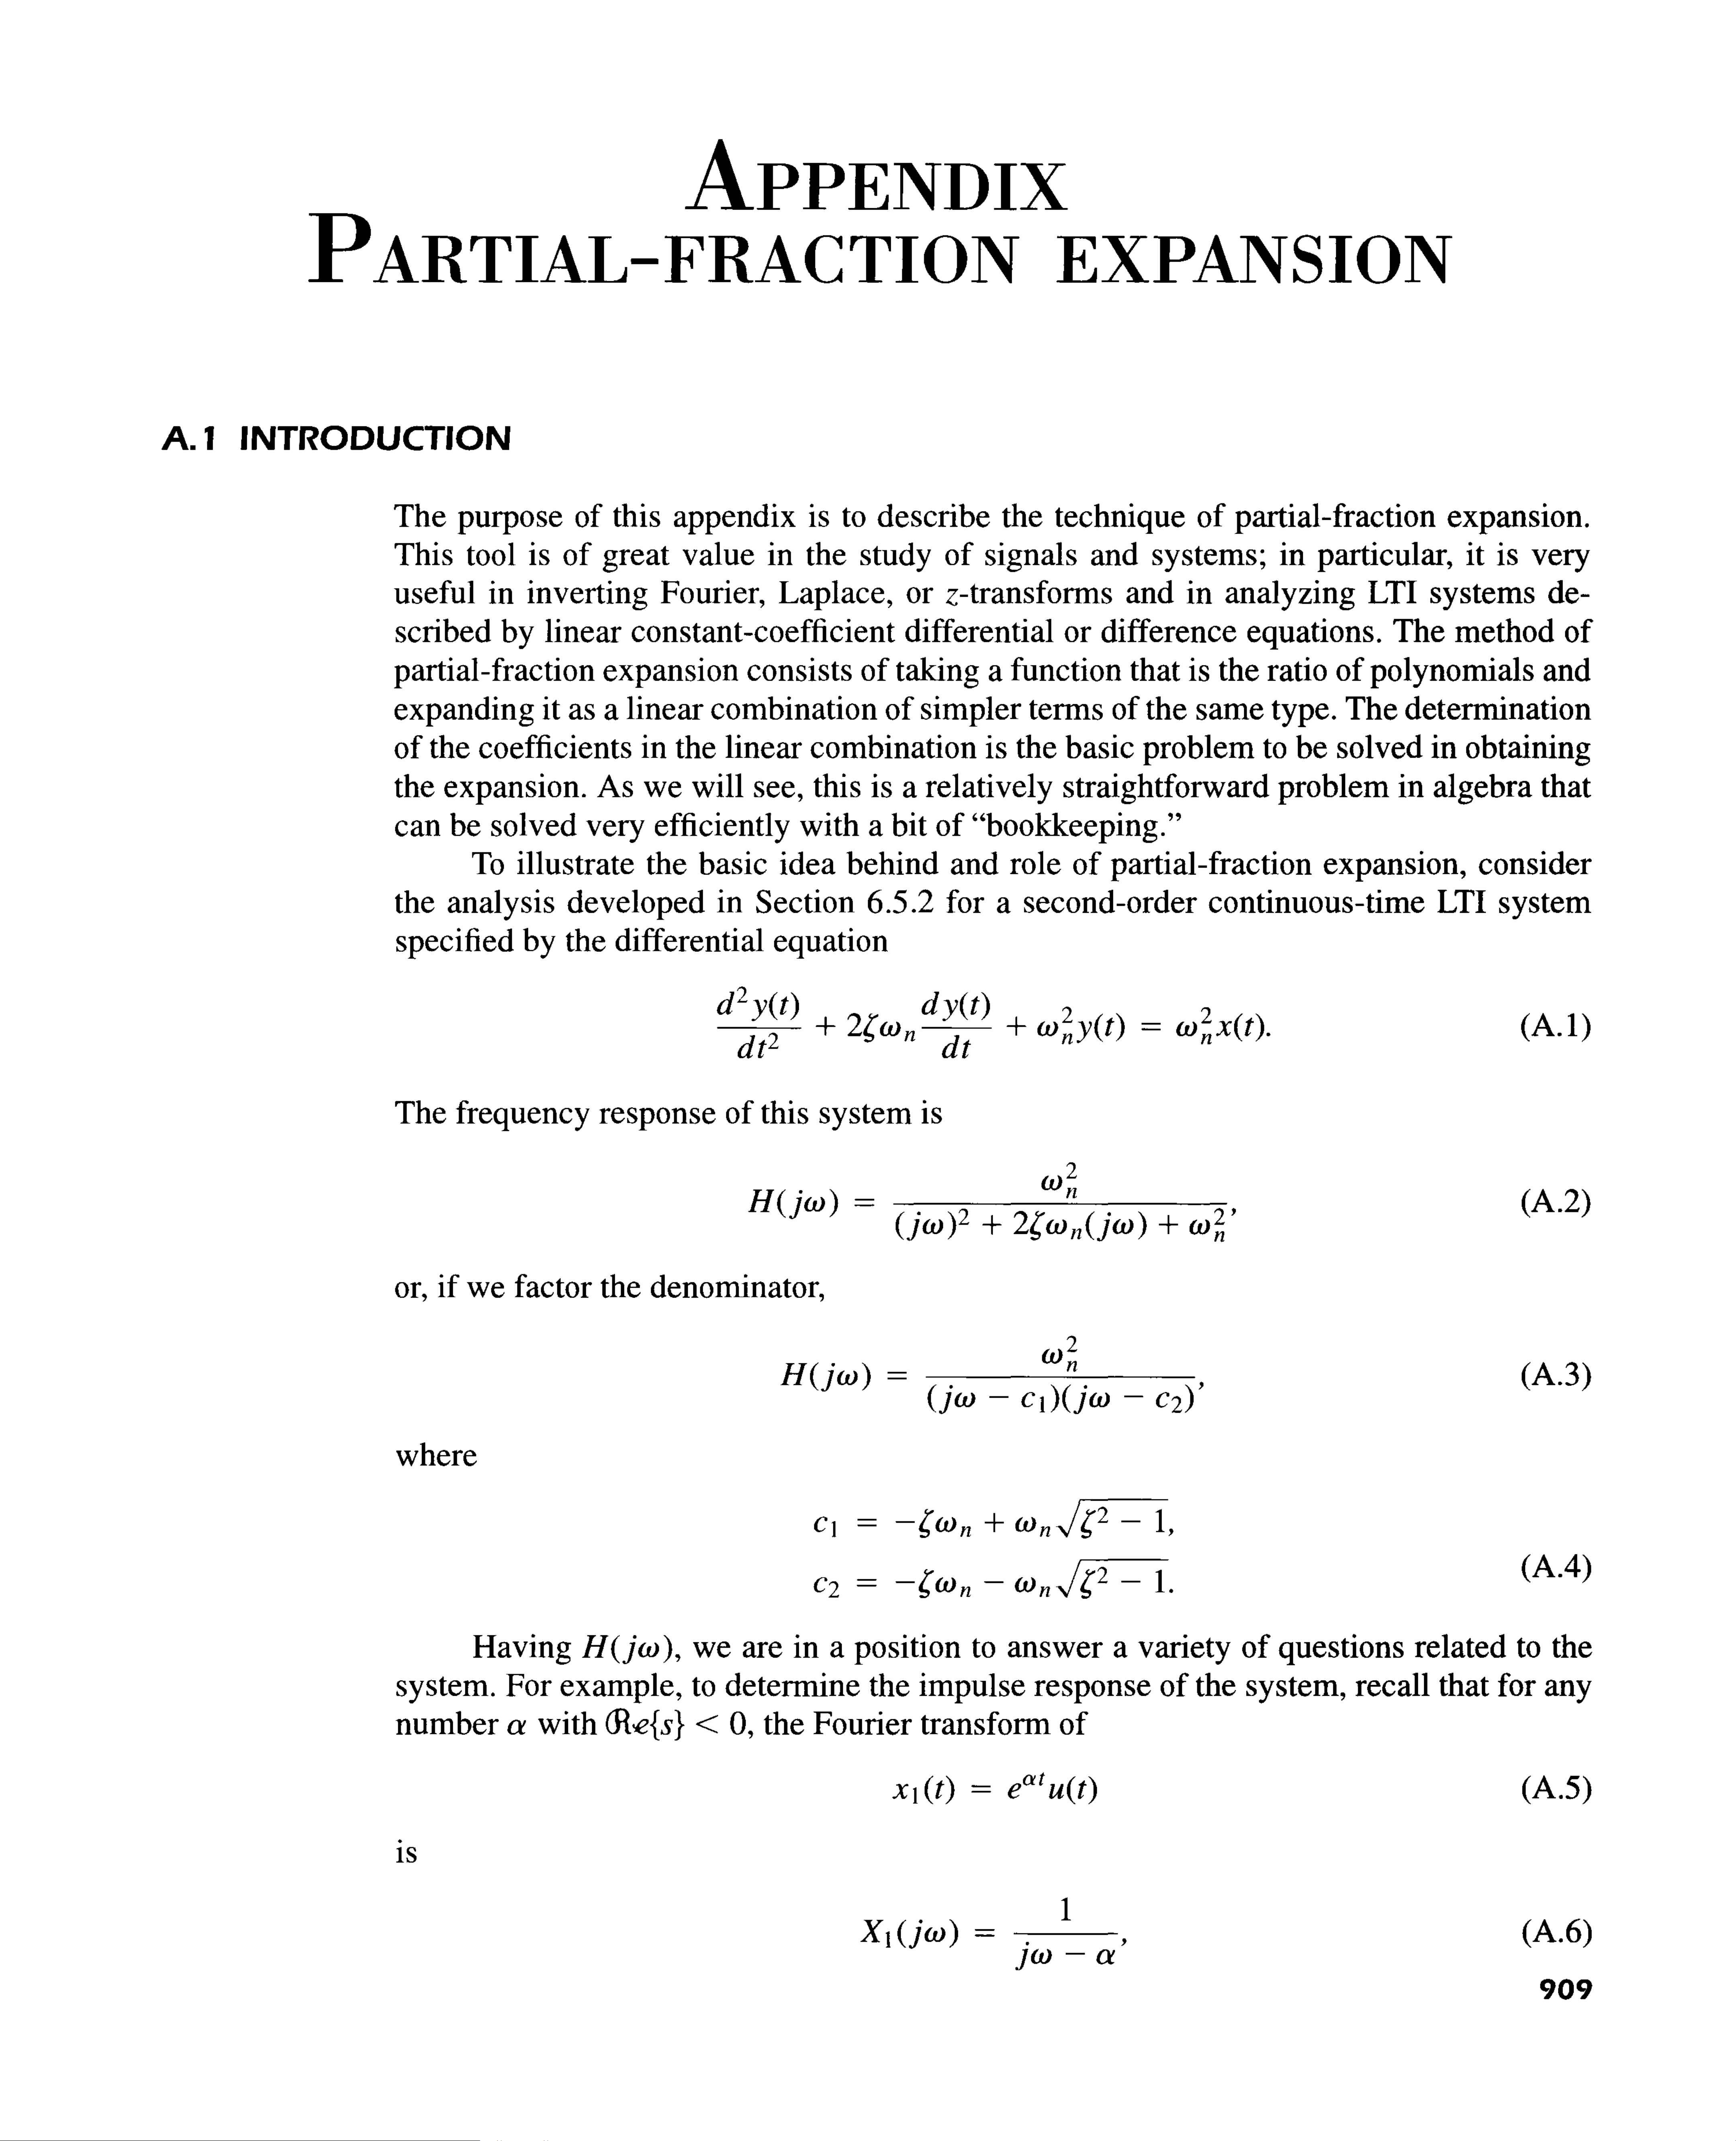 APPENDIX
PARTIAL-FRACTION EXPANSION
A.1 INTRODUCTION
The purpose of this appendix is to describe the technique of partial-fraction expansion.
This tool is of great value in the study of signals and systems; in particular, it is very
useful in inverting Fourier, Laplace, or z-transforms and in analyzing LTI systems de-
scribed by linear constant-coefficient differential or difference equations. The method of
partial-fraction expansion consists of taking a function that is the ratio of polynomials and
expanding it as a linear combination of simpler terms of the same type. The determination
of the coefficients in the linear combination is the basic problem to be solved in obtaining
the expansion. As we will see, this is a relatively straightforward problem in algebra that
can be solved very efficiently with a bit of “bookkeeping.”
To illustrate the basic idea behind and role of partial-fraction expansion, consider
the analysis developed in Section 6.5.2 for a second-order continuous-time LTI system
specified by the differential equation
\frac{d^2 y(t)}{dt^2} + 2\zeta\omega_n \frac{dy(t)}{dt} + \omega_n^2 y(t) = \omega_n^2 x(t). (A.1)
The frequency response of this system is
H(j\omega) = \frac{\omega_n^2}{(j\omega)^2 + 2\zeta\omega_n(j\omega) + \omega_n^2}, (A.2)
or, if we factor the denominator,
H(j\omega) = \frac{\omega_n^2}{(j\omega - c_1)(j\omega - c_2)}, (A.3)
where
c_1 = -\zeta\omega_n + \omega_n\sqrt{\zeta^2 - 1},
c_2 = -\zeta\omega_n - \omega_n\sqrt{\zeta^2 - 1}. (A.4)
Having H(jω), we are in a position to answer a variety of questions related to the
system. For example, to determine the impulse response of the system, recall that for any
number α with ℜe{s} < 0, the Fourier transform of
x_1(t) = e^{\alpha t}u(t) (A.5)
is
X_1(j\omega) = \frac{1}{j\omega - \alpha}, (A.6)
909